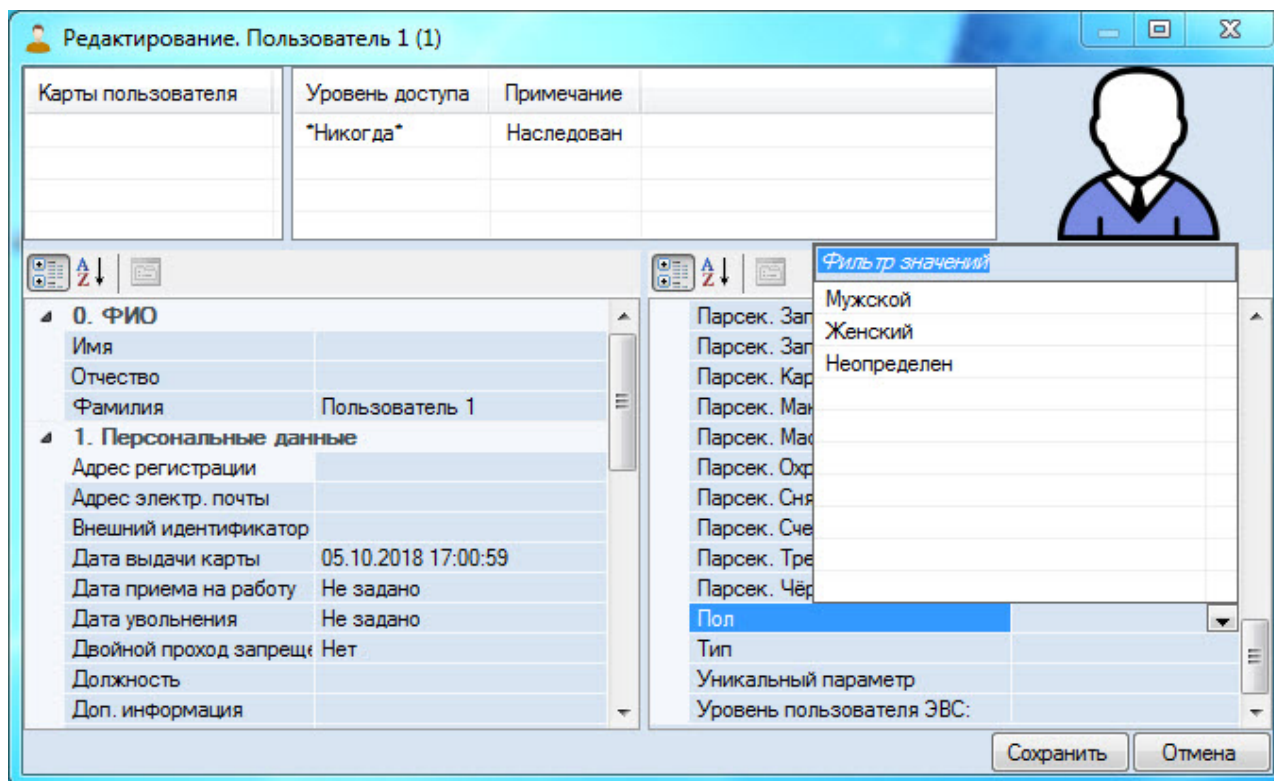 Редактирование. Пользователь 1 (1)
Карты пользователя
Уровень доступа Примечание
*Никогда* Наследован
Фильтр значений
Мужской
Женский
Неопределен
0. ФИО
Имя
Отчество
Фамилия Пользователь 1
1. Персональные данные
Адрес регистрации
Адрес электр. почты
Внешний идентификатор
Дата выдачи карты 05.10.2018 17:00:59
Дата приема на работу Не задано
Дата увольнения Не задано
Двойной проход запреще Нет
Должность
Доп. информация
Парсек. Зап
Парсек. Зап
Парсек. Кар
Парсек. Мак
Парсек. Мас
Парсек. Охр
Парсек. Сня
Парсек. Сче
Парсек. Тре
Парсек. Чёр
Пол
Тип
Уникальный параметр
Уровень пользователя ЭВС:
Сохранить Отмена